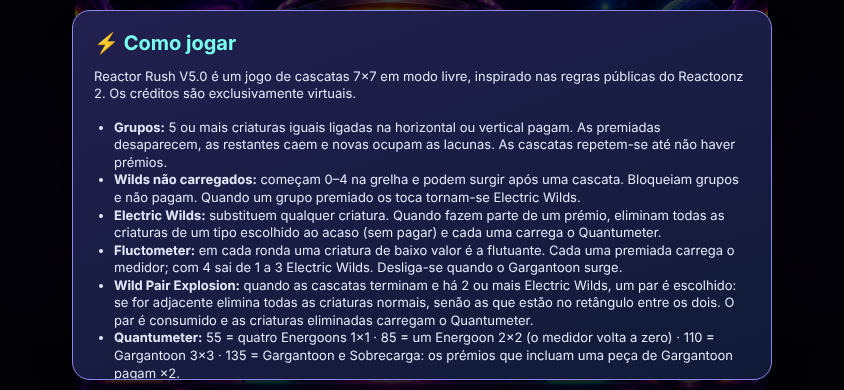 ⚡ Como jogar
Reactor Rush V5.0 é um jogo de cascatas 7×7 em modo livre, inspirado nas regras públicas do Reactoonz
2. Os créditos são exclusivamente virtuais.
• Grupos: 5 ou mais criaturas iguais ligadas na horizontal ou vertical pagam. As premiadas
desaparecem, as restantes caem e novas ocupam as lacunas. As cascatas repetem-se até não haver
prémios.
• Wilds não carregados: começam 0–4 na grelha e podem surgir após uma cascata. Bloqueiam grupos
e não pagam. Quando um grupo premiado os toca tornam-se Electric Wilds.
• Electric Wilds: substituem qualquer criatura. Quando fazem parte de um prémio, eliminam todas as
criaturas de um tipo escolhido ao acaso (sem pagar) e cada uma carrega o Quantumeter.
• Fluctometer: em cada ronda uma criatura de baixo valor é a flutuante. Cada uma premiada carrega o
medidor; com 4 sai de 1 a 3 Electric Wilds. Desliga-se quando o Gargantoon surge.
• Wild Pair Explosion: quando as cascatas terminam e há 2 ou mais Electric Wilds, um par é escolhido:
se for adjacente elimina todas as criaturas normais, senão as que estão no retângulo entre os dois. O
par é consumido e as criaturas eliminadas carregam o Quantumeter.
• Quantumeter: 55 = quatro Energoons 1×1 · 85 = um Energoon 2×2 (o medidor volta a zero) · 110 =
Gargantoon 3×3 · 135 = Gargantoon e Sobrecarga: os prémios que incluam uma peça de Gargantoon
pagam ×2.